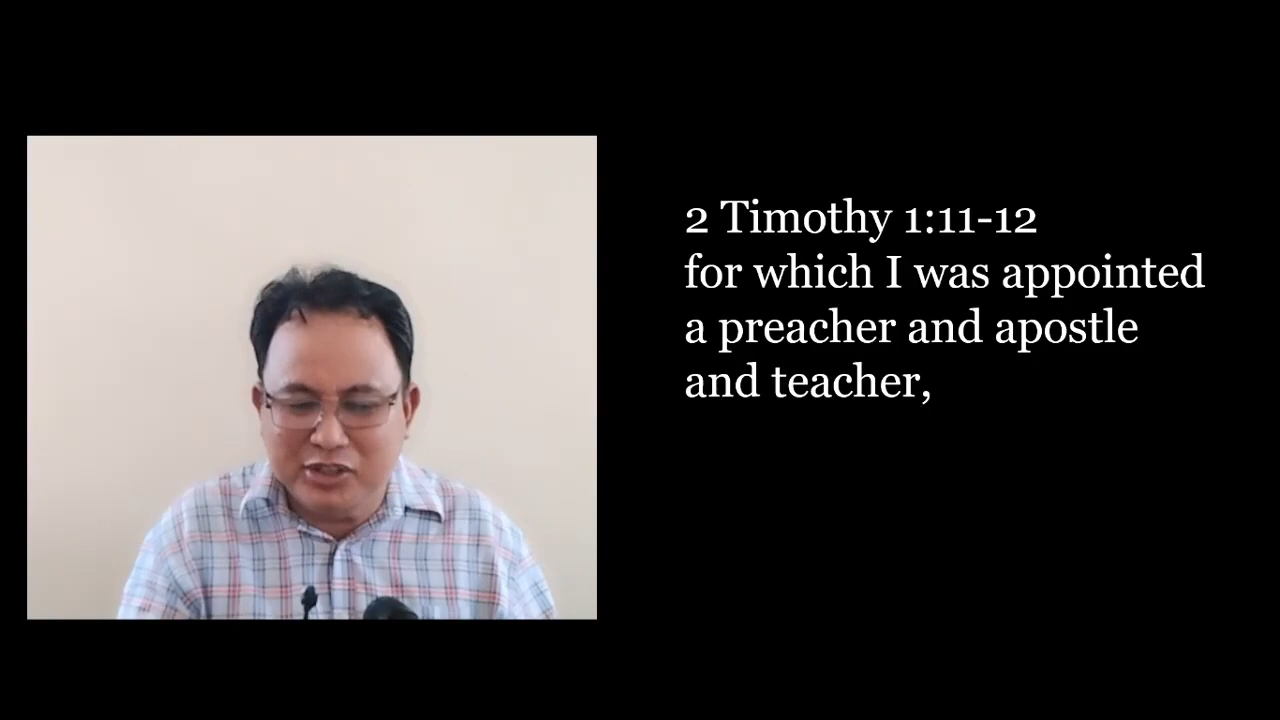 2 Timothy 1:11-12
for which I was appointed
a preacher and apostle
and teacher,